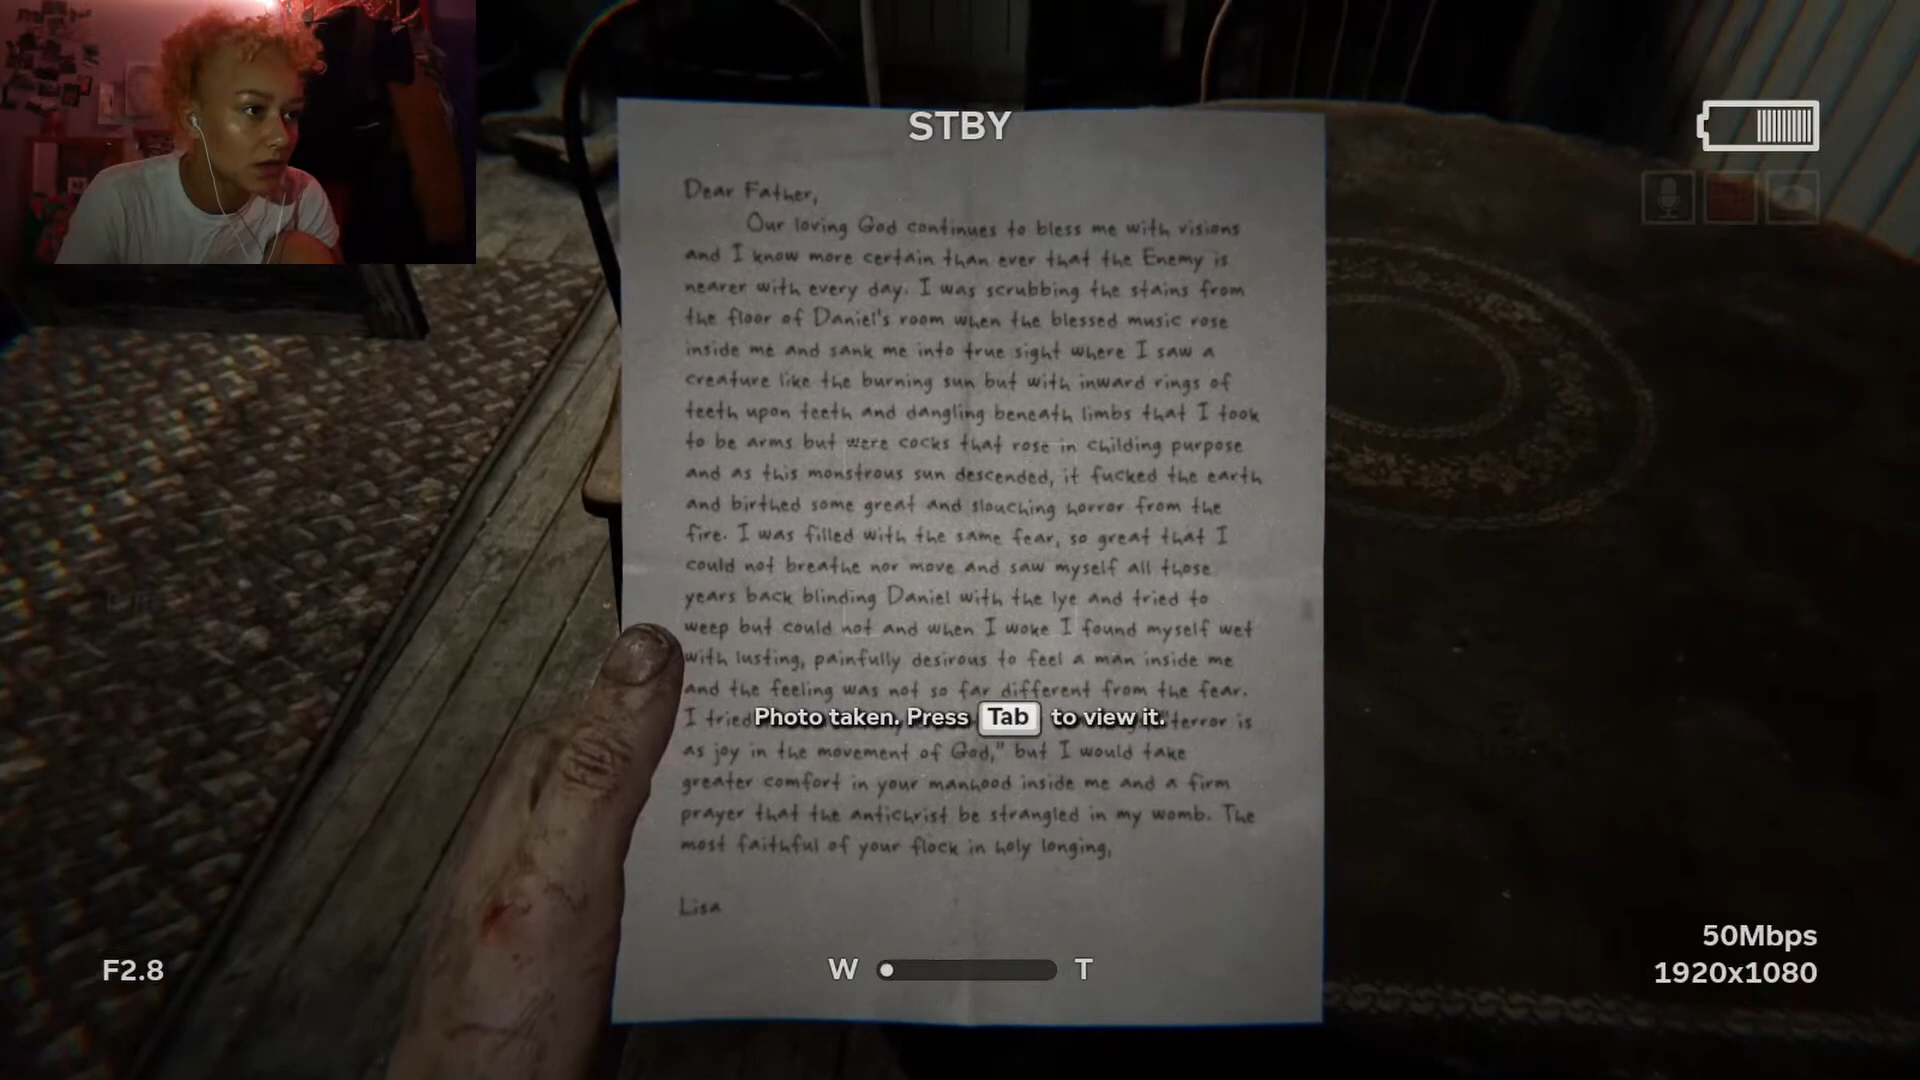 STBY
Dear Father,
Our loving God continues to bless me with visions
and I know more certain than ever that the Enemy is
nearer with every day. I was scrubbing the stains from
the floor of Daniel's room when the blessed music rose
inside me and sank me into true sight where I saw a
creature like the burning sun but with inward rings of
teeth upon teeth and dangling beneath limbs that I took
to be arms but were cocks that rose in childing purpose
and as this monstrous sun descended, it fucked the earth
and birthed some great and slouching horror from the
fire. I was filled with the same fear, so great that I
could not breathe nor move and saw myself all those
years back blinding Daniel with the lye and tried to
weep but could not and when I woke I found myself wet
with lusting, painfully desirous to feel a man inside me
and the feeling was not so far different from the fear.
I tried "terror is
Photo taken. Press Tab to view it.
as joy in the movement of God," but I would take
greater comfort in your manhood inside me and a firm
prayer that the antichrist be strangled in my womb. The
most faithful of your flock in holy longing,
Lisa
50Mbps
F2.8
W T
1920x1080